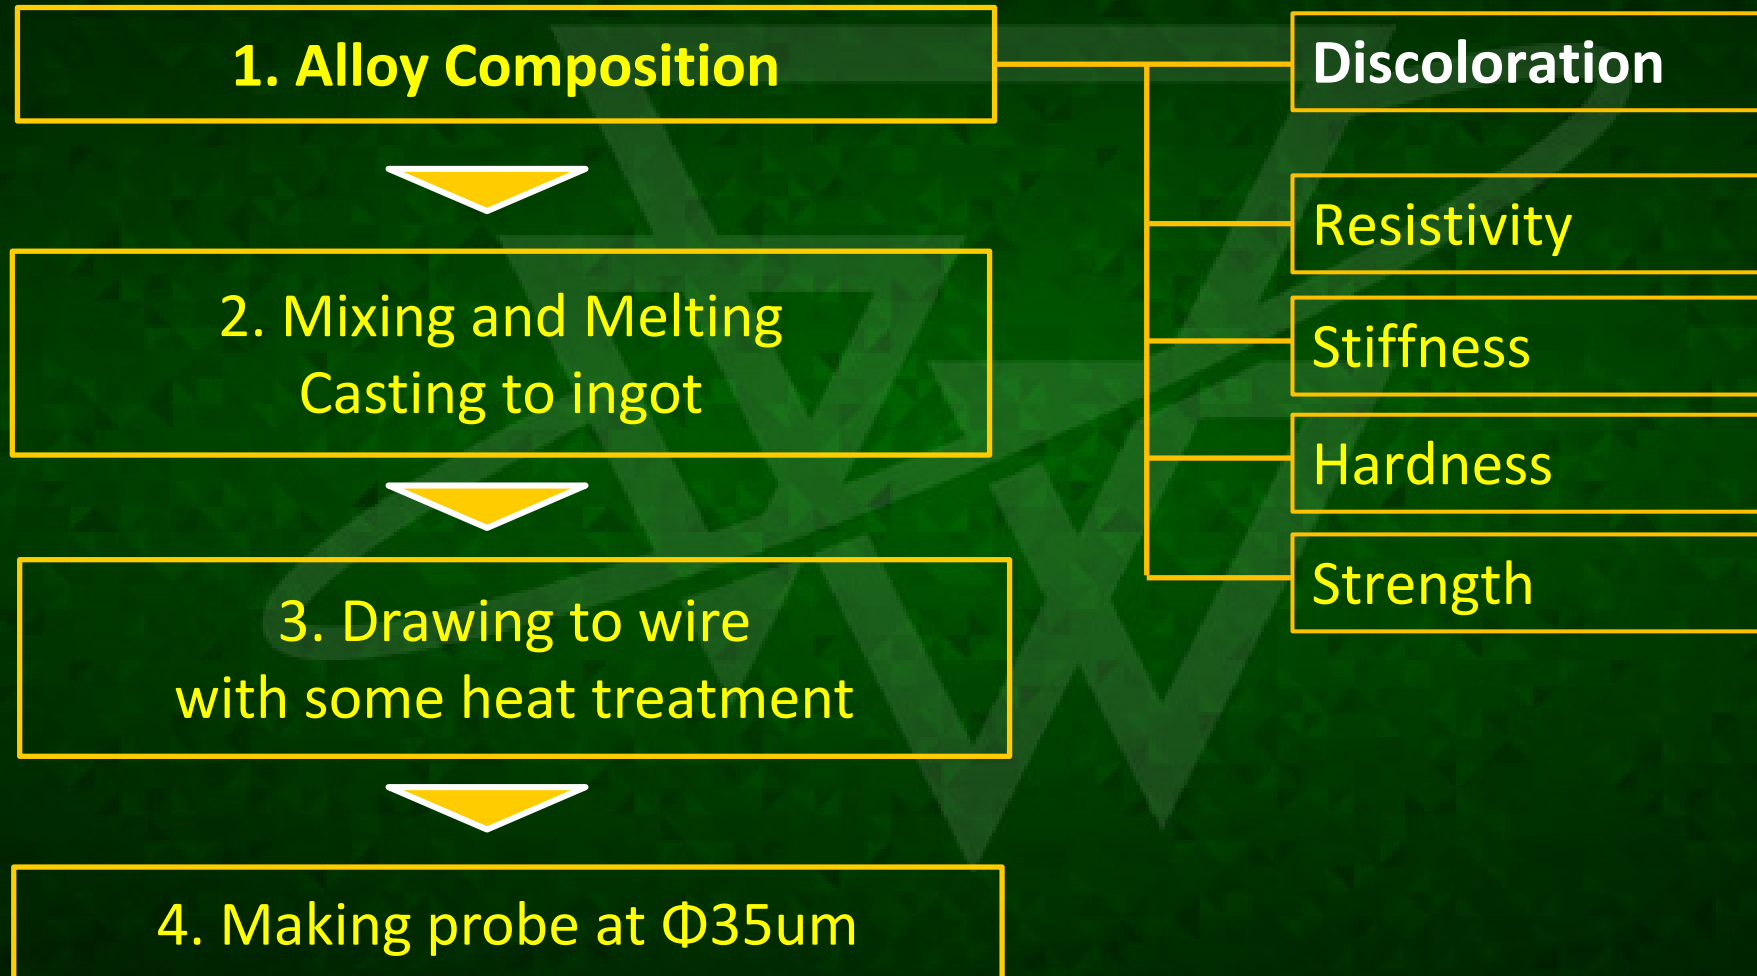 1. Alloy Composition
Discoloration
Resistivity
2. Mixing and Melting
Casting to ingot
Stiffness
Hardness
Strength
3. Drawing to wire
with some heat treatment
4. Making probe at Φ35um